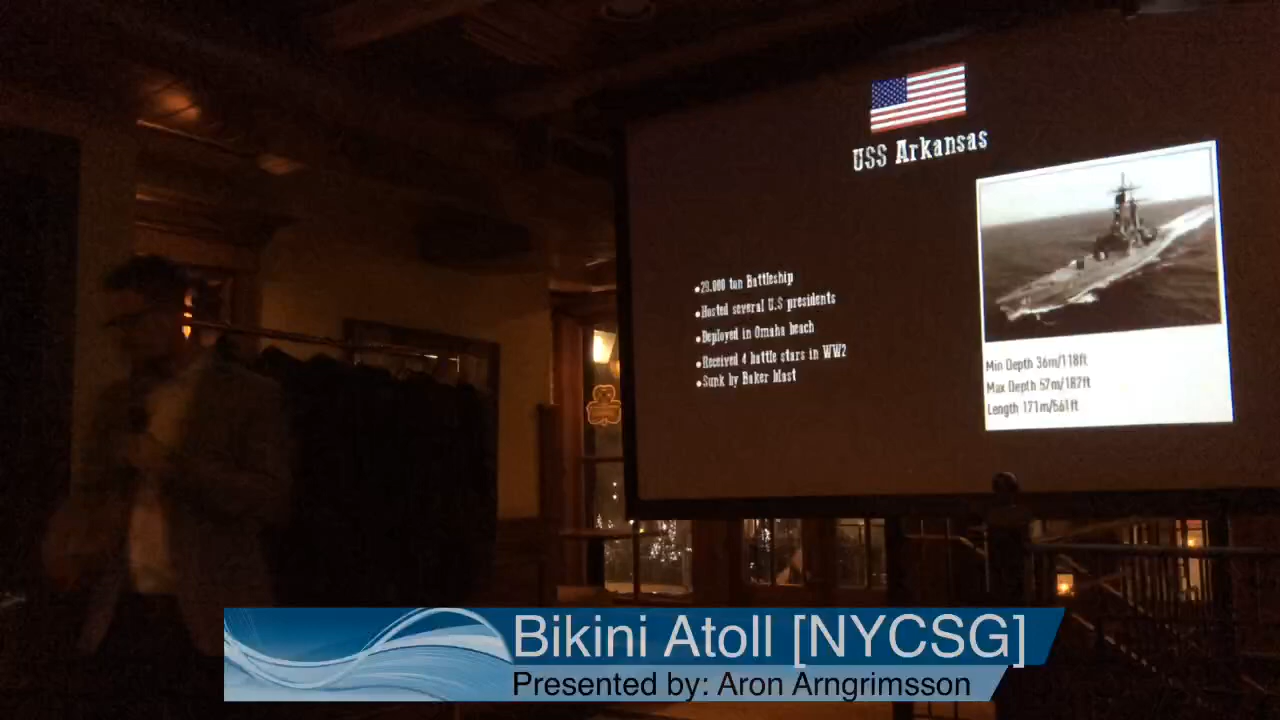 USS Arkansas
•29.000 ton Battleship
•Hosted several U.S presidents
•Deployed in Omaha beach
•Received 4 battle stars in WW2
•Sunk by Baker blast
Min Depth 36m/118ft
Max Depth 57m/187ft
Length 171m/561ft
Bikini Atoll [NYCSG]
Presented by: Aron Arngrimsson